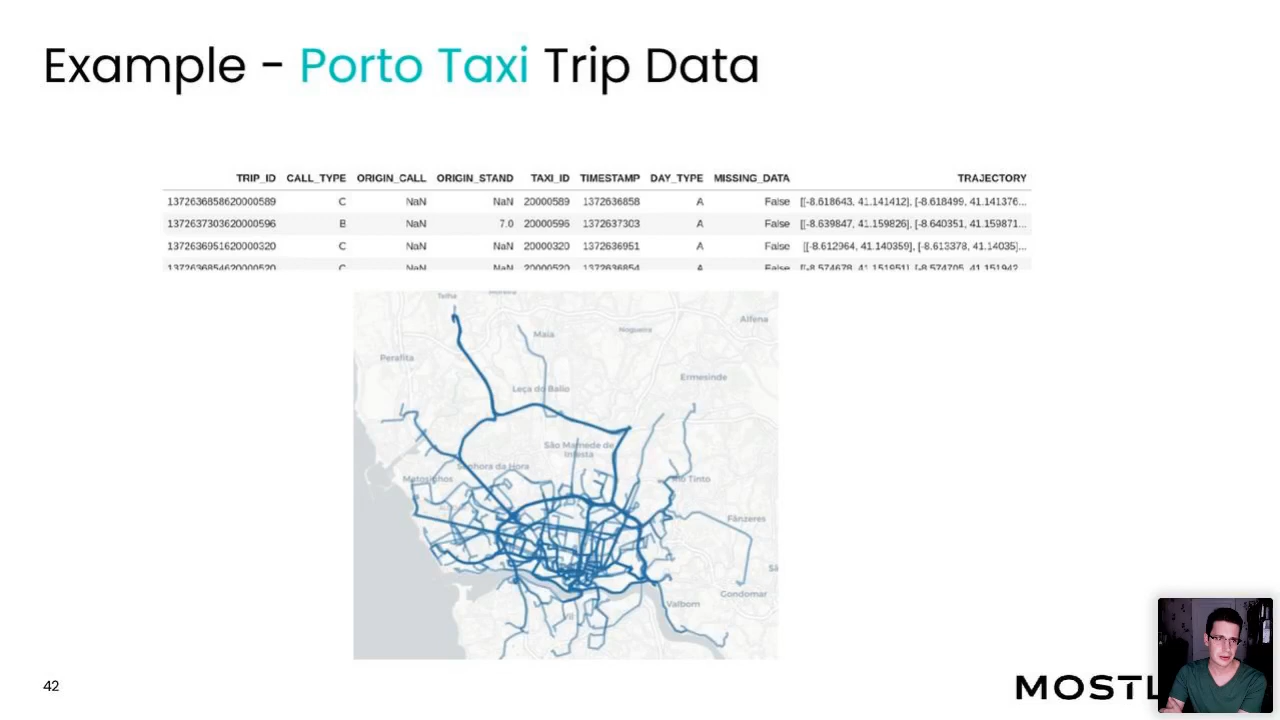 Example - Porto Taxi Trip Data
TRIP_ID CALL_TYPE ORIGIN_CALL ORIGIN_STAND TAXI_ID TIMESTAMP DAY_TYPE MISSING_DATA TRAJECTORY
1372636858620000589 C NaN NaN 20000589 1372636858 A False [[-8.618643, 41.141412], [-8.618499, 41.141376...
1372637303620000596 B NaN 7.0 20000596 1372637303 A False [[-8.639847, 41.159826], [-8.640351, 41.159871...
1372636951620000320 C NaN NaN 20000320 1372636951 A False [[-8.612964, 41.140359], [-8.613378, 41.14035]...
1372636854620000520 C NaN NaN 20000520 1372636854 A False [[-8.574678, 41.151951], [-8.574705, 41.151942...
Telha
Moreira
Alfena
Maia
Nogueira
Perafita
Ermesinde
Leça do Balio
São Mamede de
Infesta
Senhora da Hora
Matosinhos
Rio Tinto
Fânzeres
Gondomar
Valbom
42
MOSTL